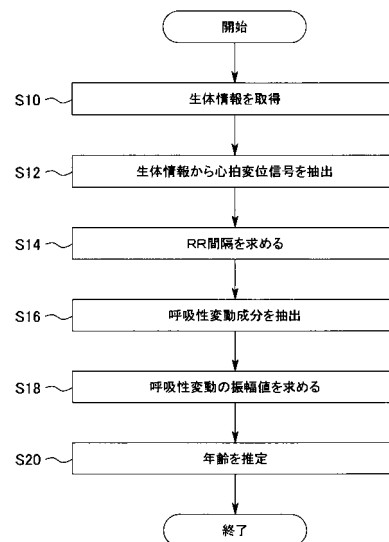 開始
S10 生体情報を取得
S12 生体情報から心拍変位信号を抽出
S14 RR間隔を求める
S16 呼吸性変動成分を抽出
S18 呼吸性変動の振幅値を求める
S20 年齢を推定
終了